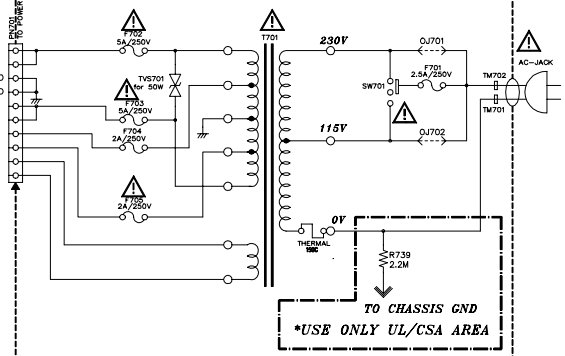 PN701
TO POWER
F702
5A/250V
TVS701
for 50W
F703
5A/250V
F704
2A/250V
F705
2A/250V
T701
230V
OJ701
F701
2.5A/250V
SW701
115V
OJ702
TM702
TM701
AC-JACK
0V
THERMAL
150C
R739
2.2M
TO CHASSIS GND
*USE ONLY UL/CSA AREA